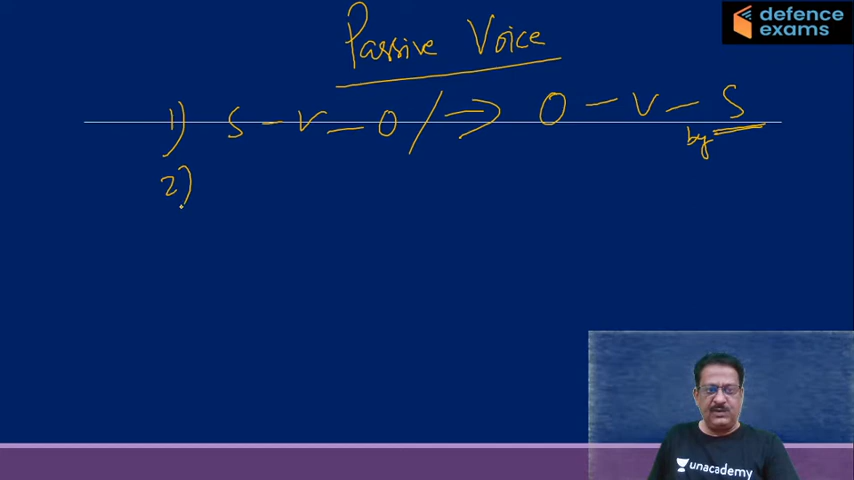 defence
exams
Passive Voice
1) S - V - O / ⇒ O - V - S
by
2)
unacademy